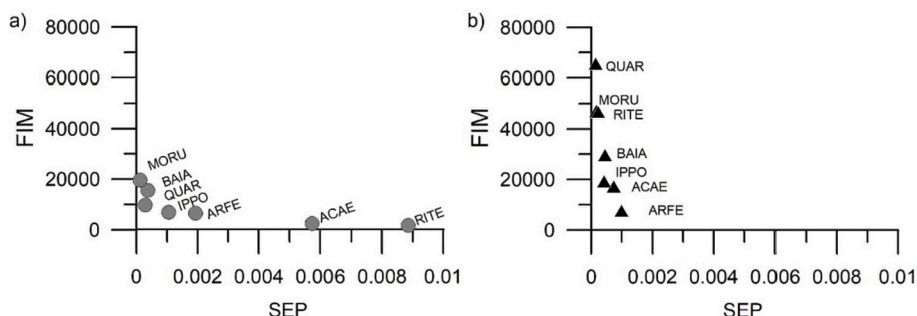 a)
80000
60000
40000
20000
0
FIM
MORU
BAIA
QUAR
IPPO
ARFE
ACAE
RITE
0 0.002 0.004 0.006 0.008 0.01
SEP
b)
80000
60000
40000
20000
0
FIM
QUAR
MORU
RITE
BAIA
IPPO
ACAE
ARFE
0 0.002 0.004 0.006 0.008 0.01
SEP